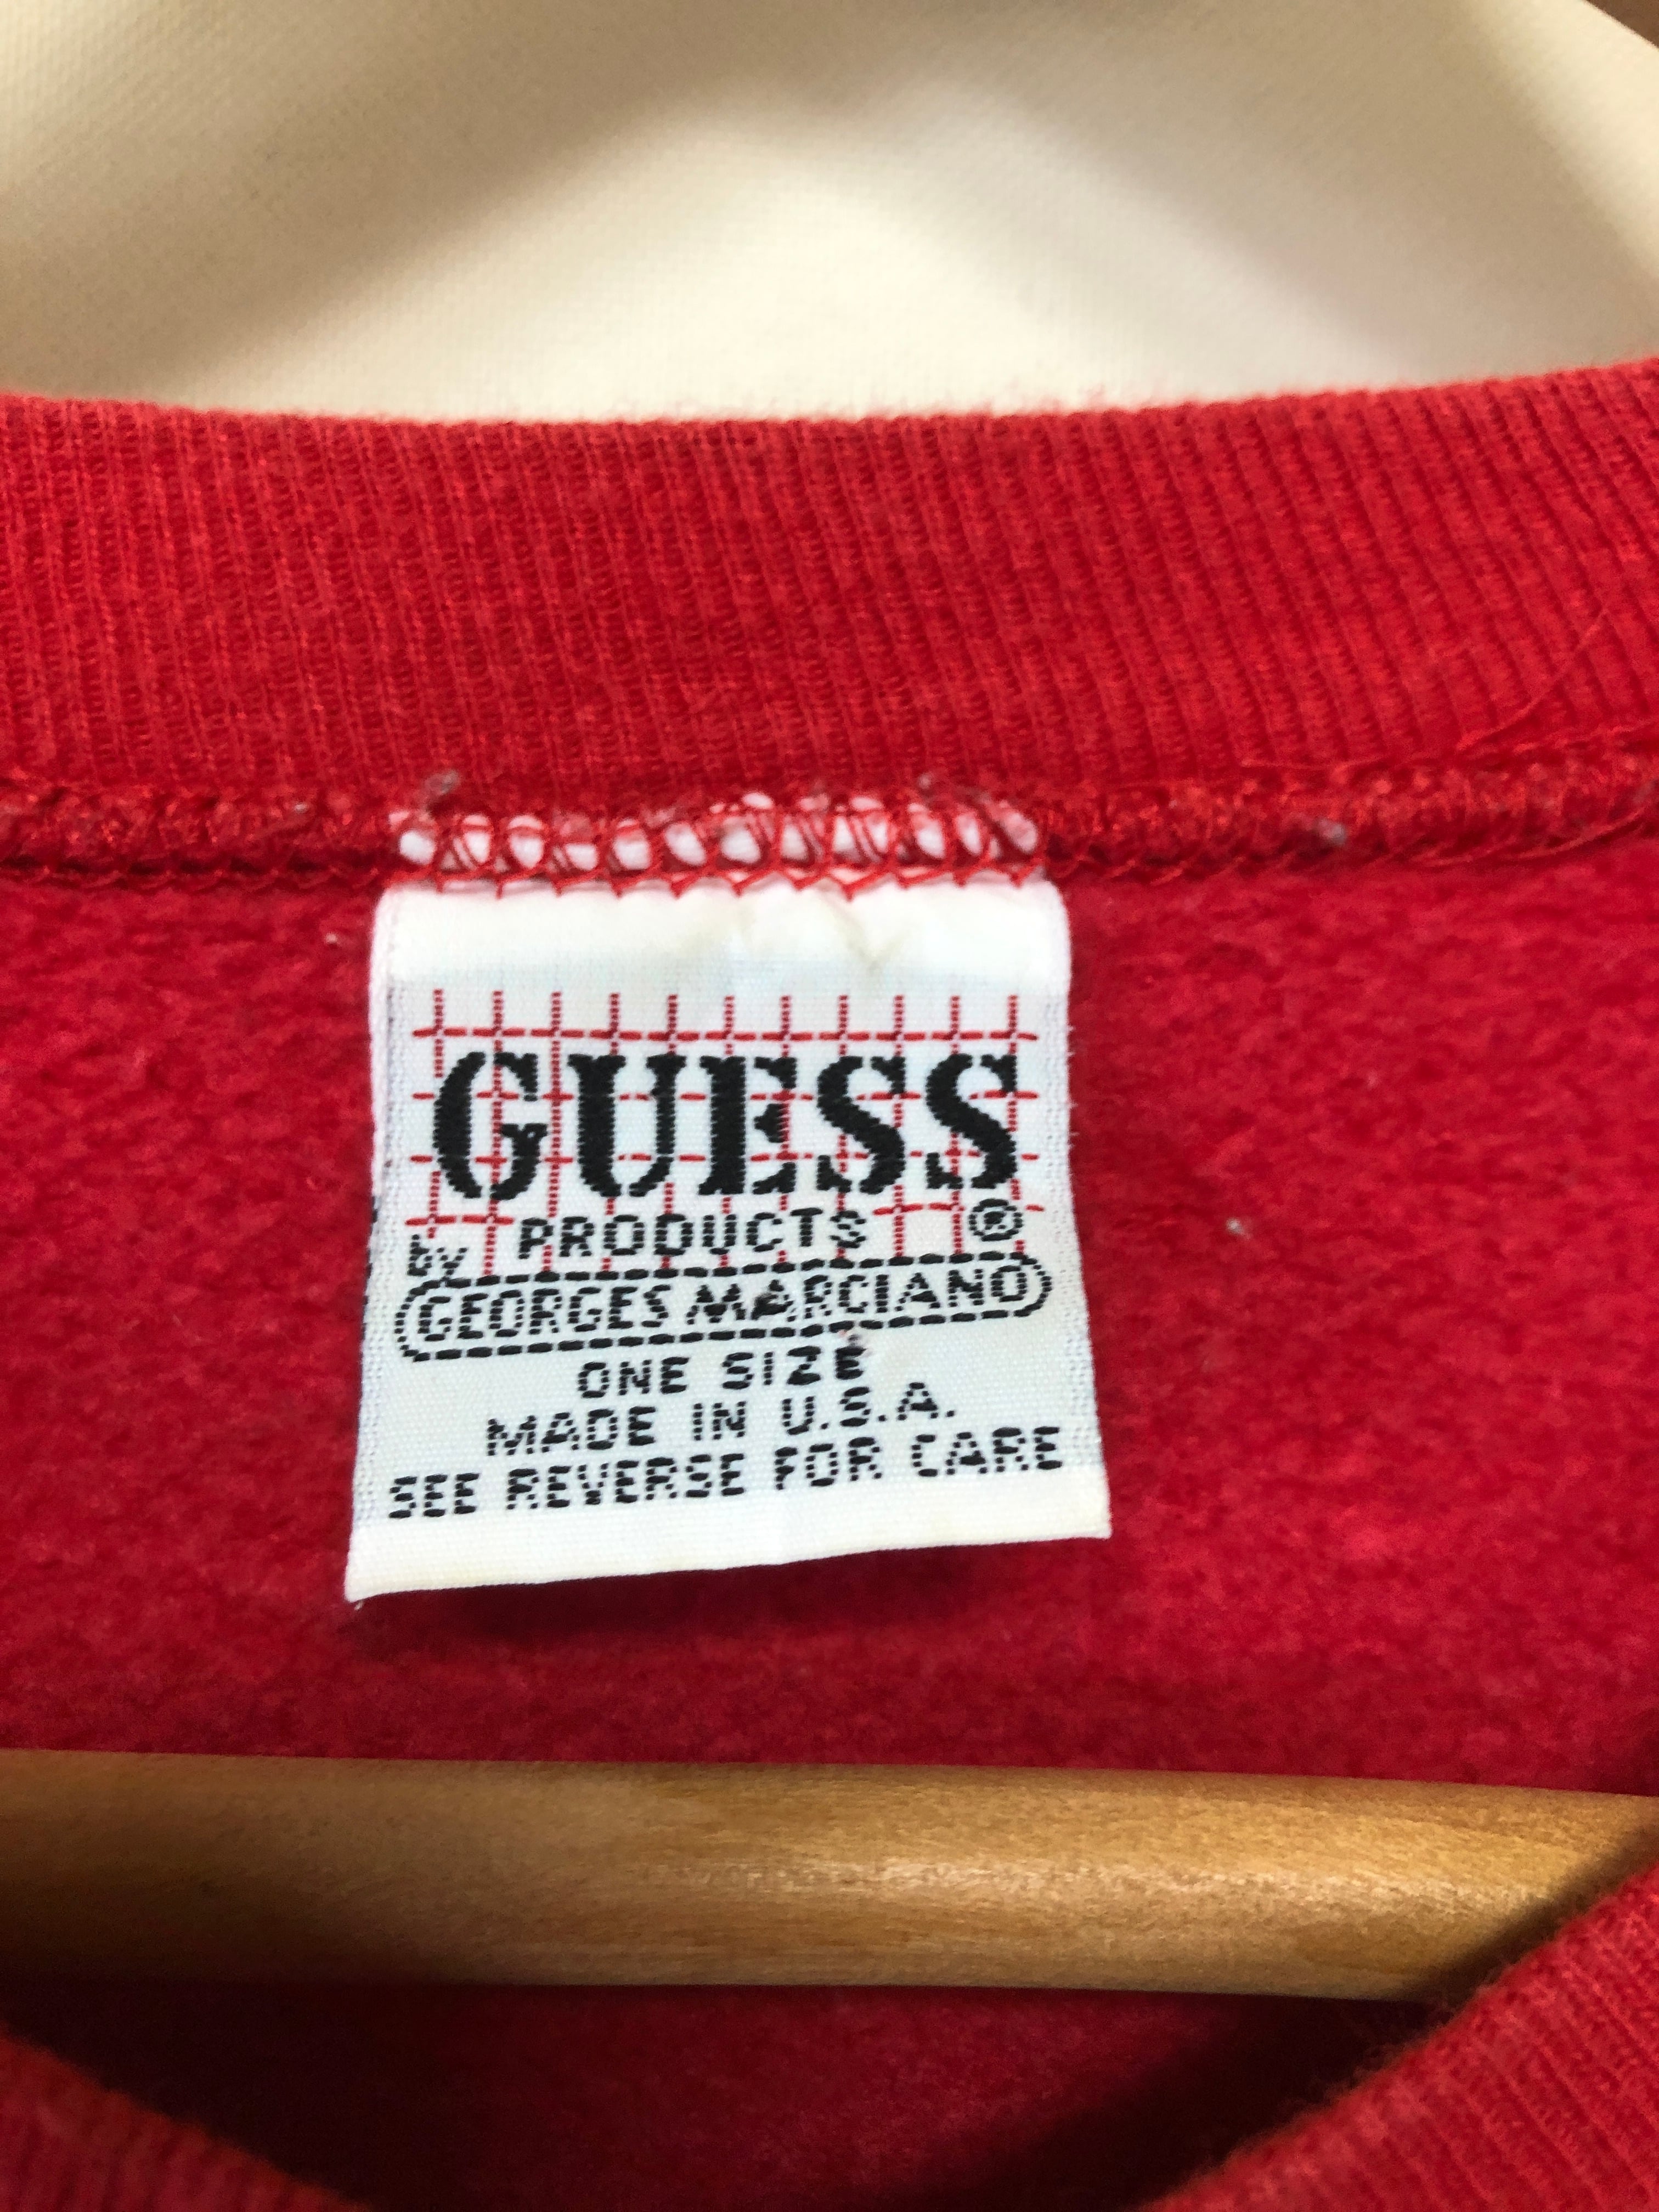 GUESS
PRODUCTS ®
by
GEORGES MARCIANO
ONE SIZE
MADE IN U.S.A.
SEE REVERSE FOR CARE